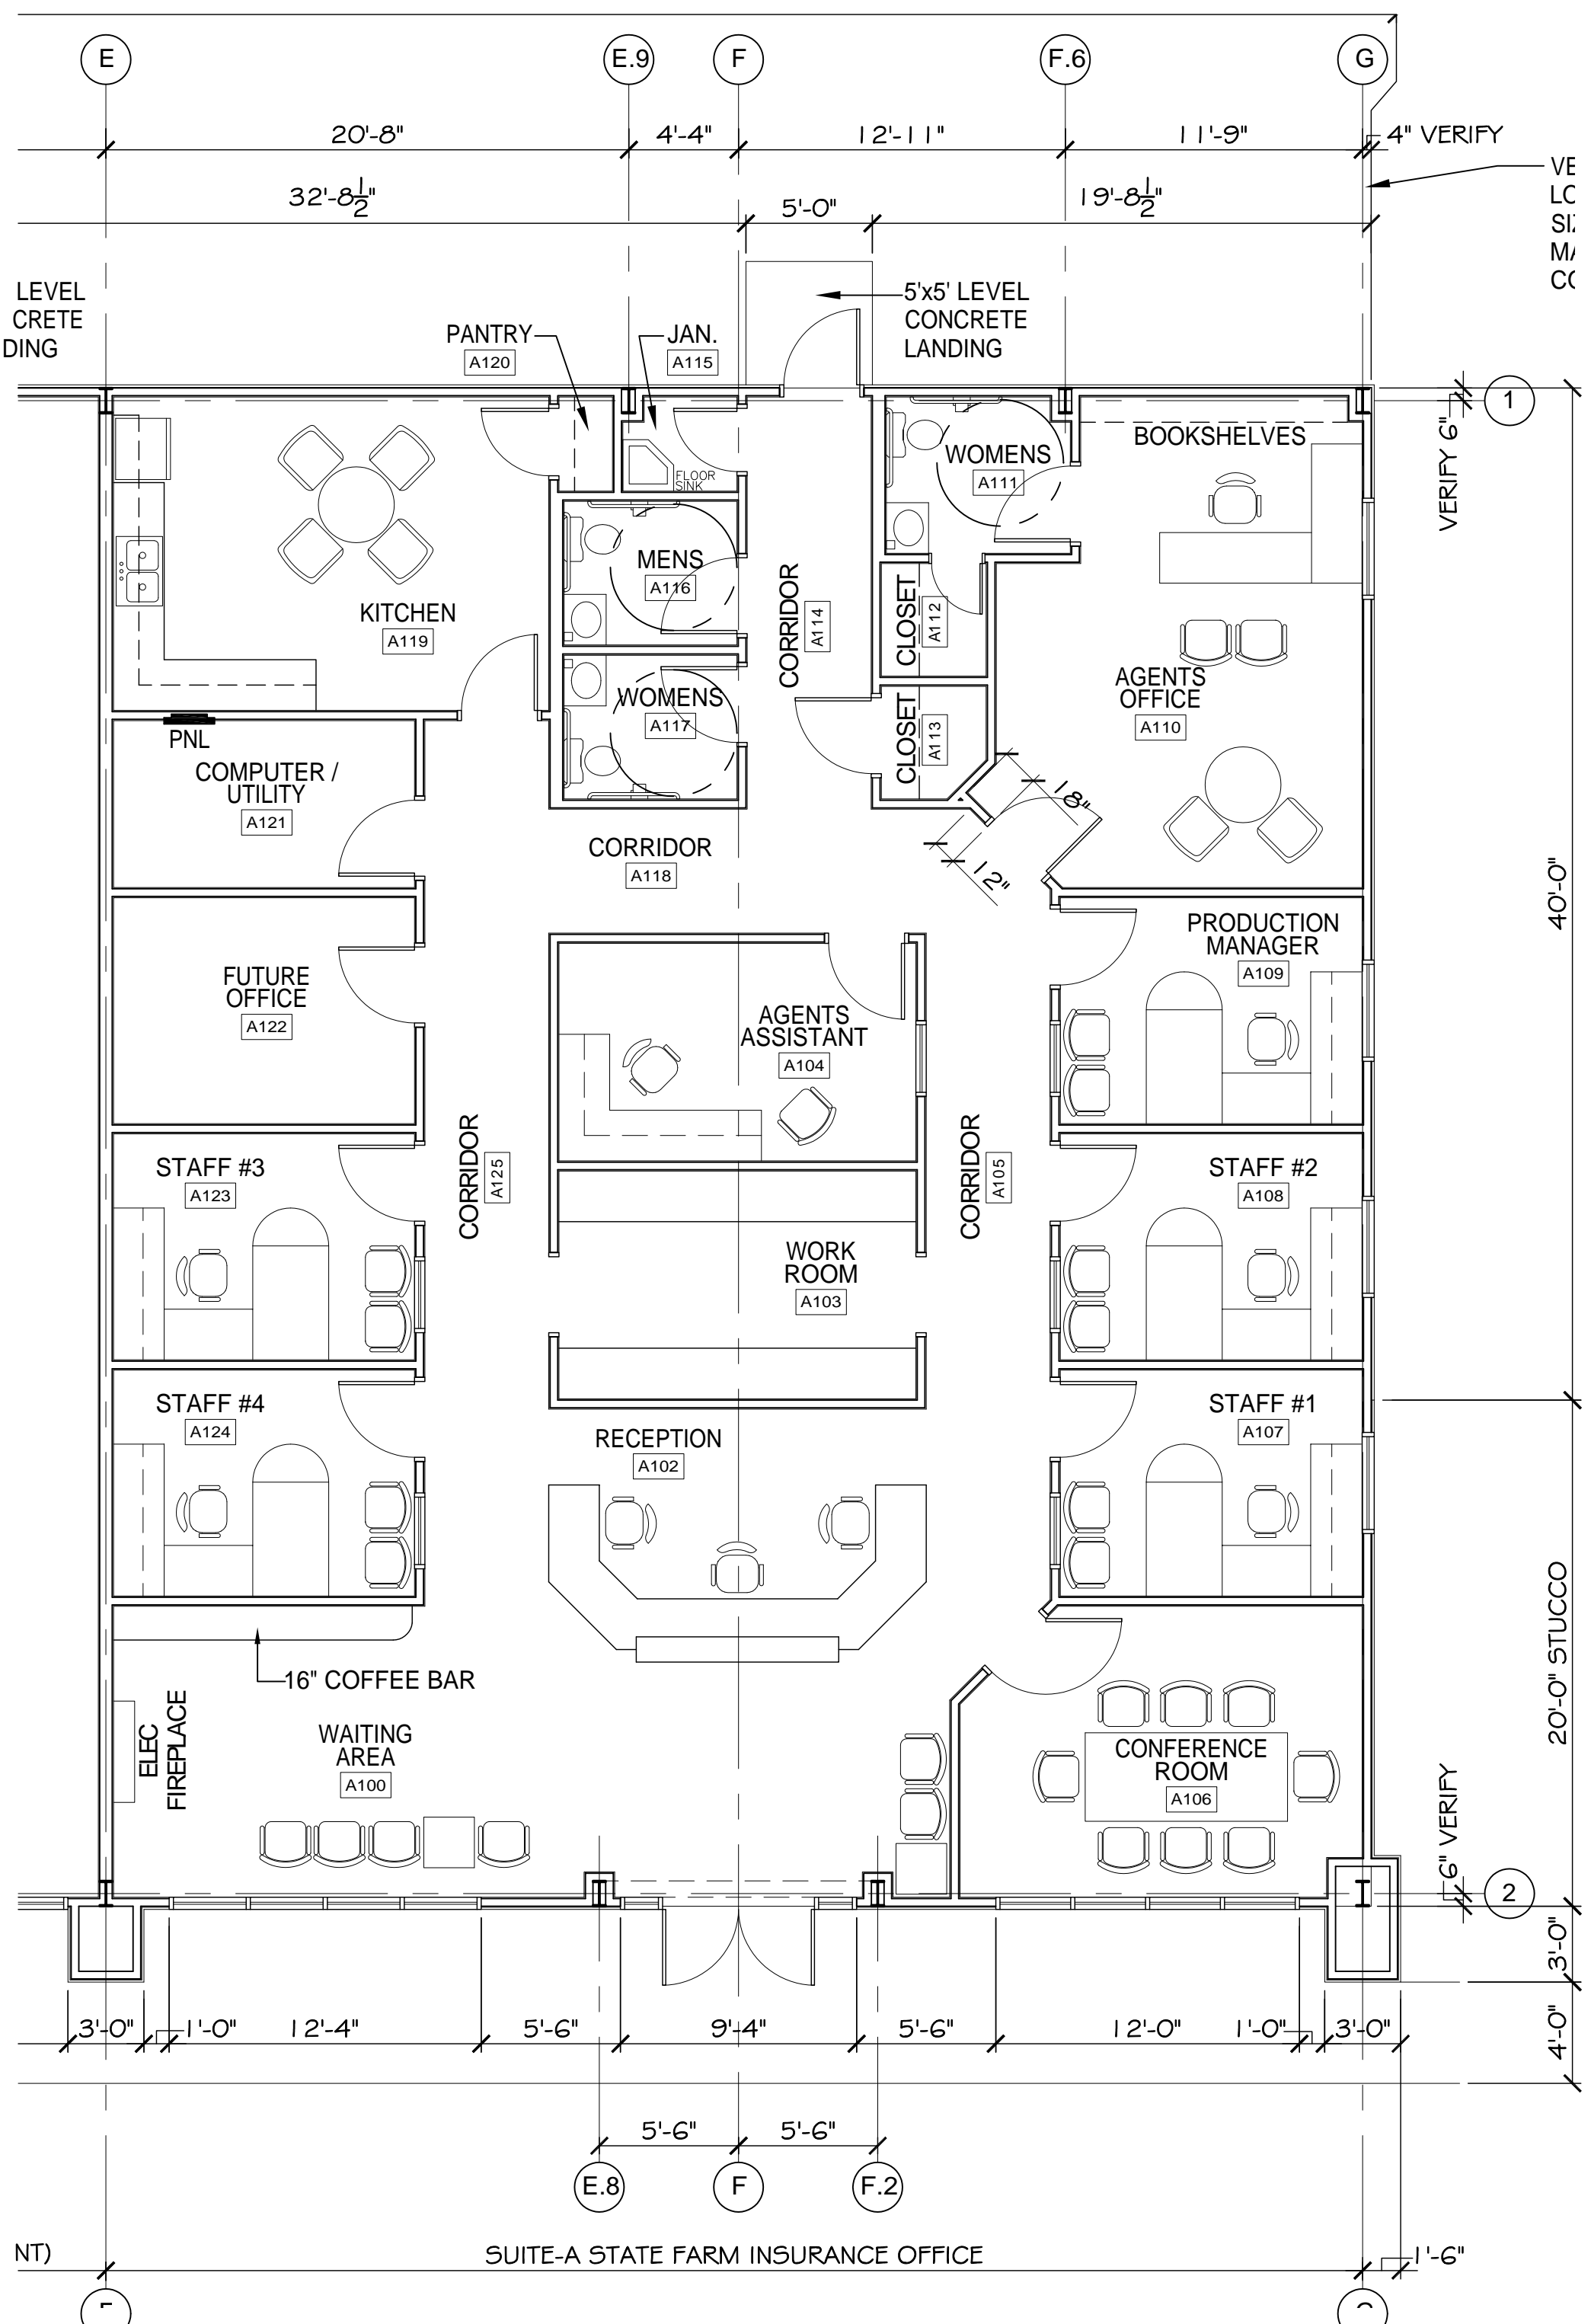 E
E.9
F
F.6
G
20'-8"
4'-4"
12'-11"
11'-9"
4" VERIFY
32'-8 1/2"
5'-0"
19'-8 1/2"
VE
LO
SIZ
MA
CO
LEVEL
CRETE
DING
5'x5' LEVEL
CONCRETE
LANDING
PANTRY
A120
JAN.
A115
1
VERIFY 6"
BOOKSHELVES
FLOOR
SINK
WOMENS
A111
MENS
A116
KITCHEN
A119
CORRIDOR
A114
CLOSET
A112
WOMENS
A117
CLOSET
A113
AGENTS
OFFICE
A110
PNL
COMPUTER /
UTILITY
A121
18"
12"
CORRIDOR
A118
40'-0"
PRODUCTION
MANAGER
A109
FUTURE
OFFICE
A122
AGENTS
ASSISTANT
A104
STAFF #3
A123
CORRIDOR
A125
CORRIDOR
A105
STAFF #2
A108
WORK
ROOM
A103
STAFF #4
A124
RECEPTION
A102
STAFF #1
A107
20'-0" STUCCO
16" COFFEE BAR
ELEC
FIREPLACE
WAITING
AREA
A100
CONFERENCE
ROOM
A106
6" VERIFY
2
3'-0"
4'-0"
3'-0"
1'-0"
12'-4"
5'-6"
9'-4"
5'-6"
12'-0"
1'-0"
3'-0"
5'-6"
5'-6"
E.8
F
F.2
NT)
SUITE-A STATE FARM INSURANCE OFFICE
1'-6"